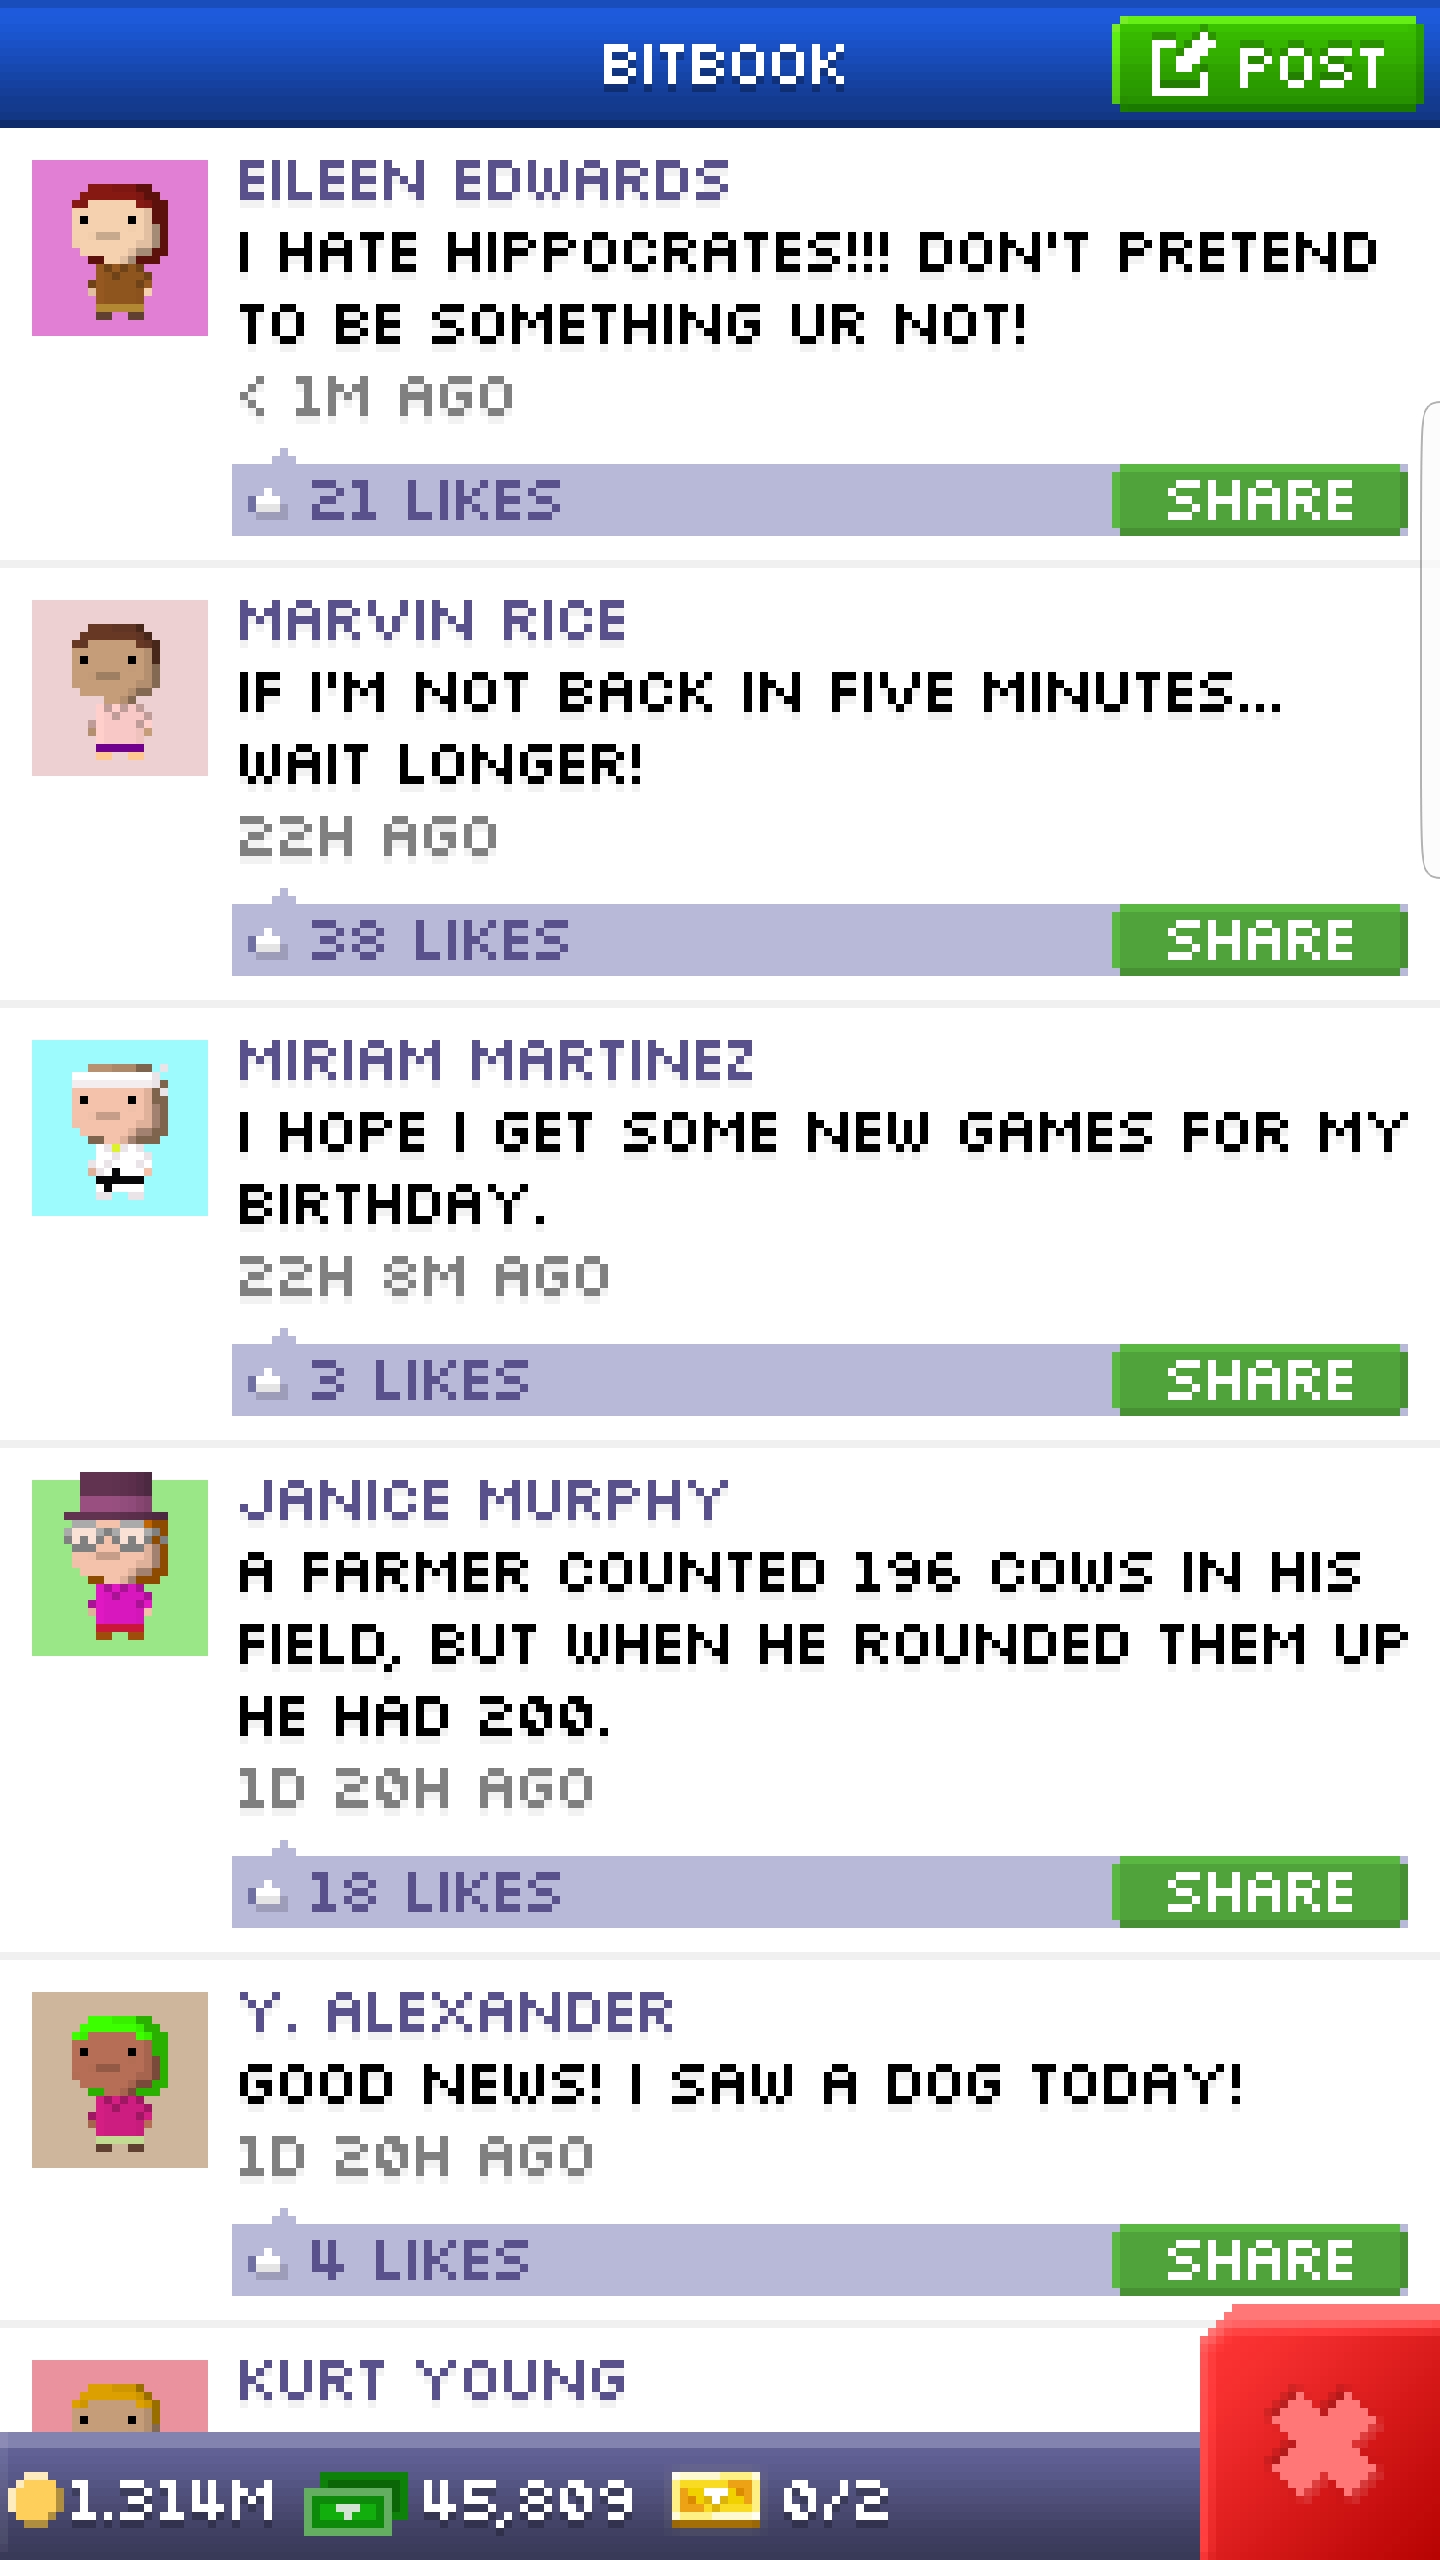 BITBOOK
POST
EILEEN EDWARDS
I HATE HIPPOCRATES!!! DON'T PRETEND
TO BE SOMETHING UR NOT!
< 1M AGO
21 LIKES
SHARE
MARVIN RICE
IF I'M NOT BACK IN FIVE MINUTES...
WAIT LONGER!
22H AGO
38 LIKES
SHARE
MIRIAM MARTINEZ
I HOPE I GET SOME NEW GAMES FOR MY
BIRTHDAY.
22H 8M AGO
3 LIKES
SHARE
JANICE MURPHY
A FARMER COUNTED 196 COWS IN HIS
FIELD, BUT WHEN HE ROUNDED THEM UP
HE HAD 200.
1D 20H AGO
18 LIKES
SHARE
Y. ALEXANDER
GOOD NEWS! I SAW A DOG TODAY!
1D 20H AGO
4 LIKES
SHARE
KURT YOUNG
1.314M 45,809 0/2